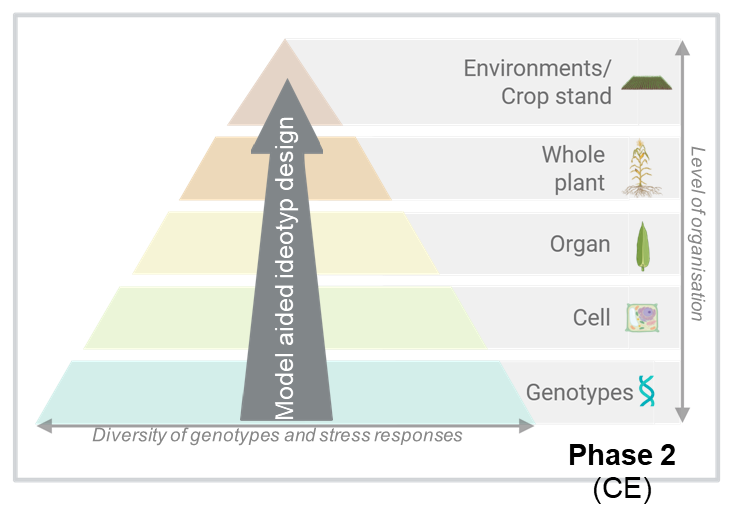 Environments/
Crop stand
Whole
plant
Organ
Cell
Genotypes
Model aided ideotyp design
Level of organisation
Diversity of genotypes and stress responses
Phase 2
(CE)